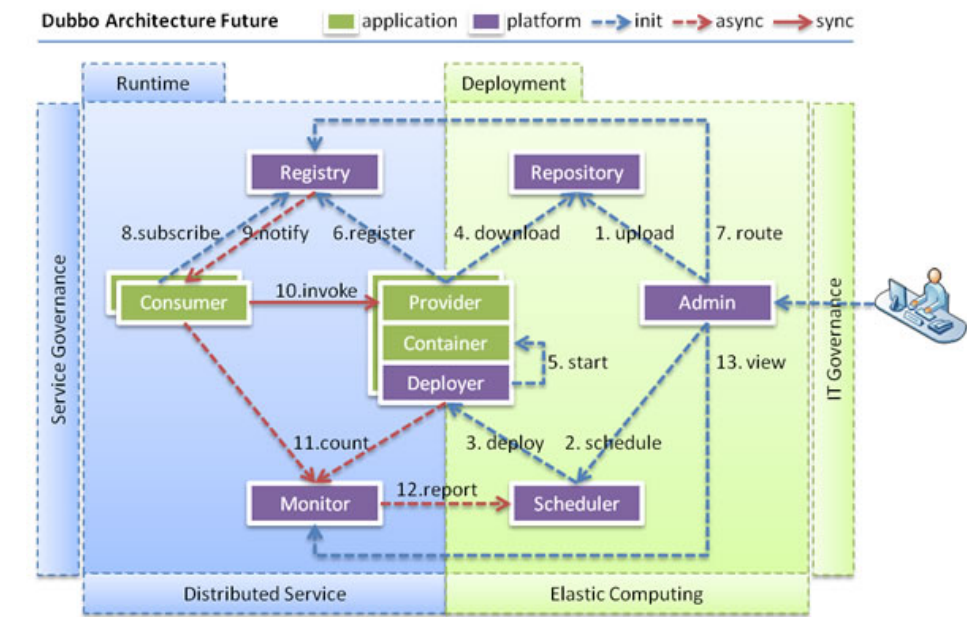 Dubbo Architecture Future application platform init async sync
Runtime Deployment
Registry Repository
8.subscribe 9.notify 6.register 4. download 1. upload 7. route
Consumer 10.invoke Provider Admin
Container
5. start 13. view
Deployer
Service Governance
IT Governance
11.count 3. deploy 2. schedule
12.report
Monitor Scheduler
Distributed Service Elastic Computing